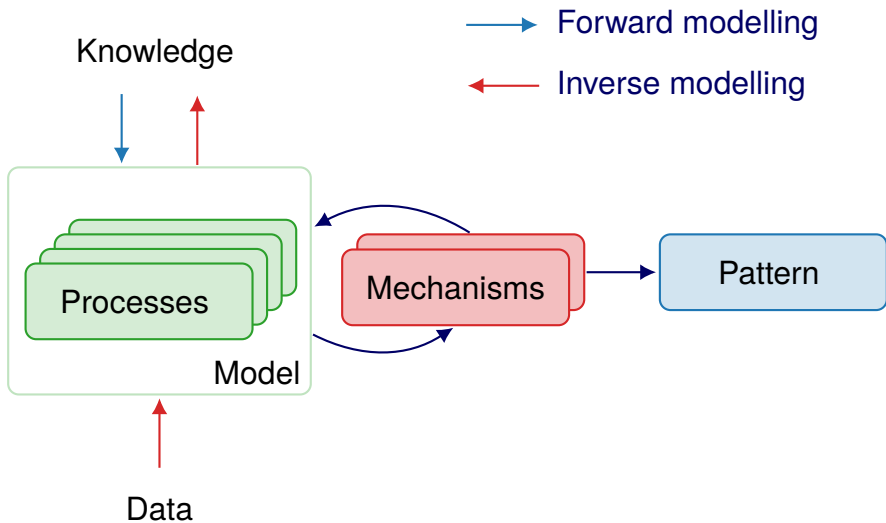 Forward modelling
Knowledge
Inverse modelling
Processes
Mechanisms
Pattern
Model
Data